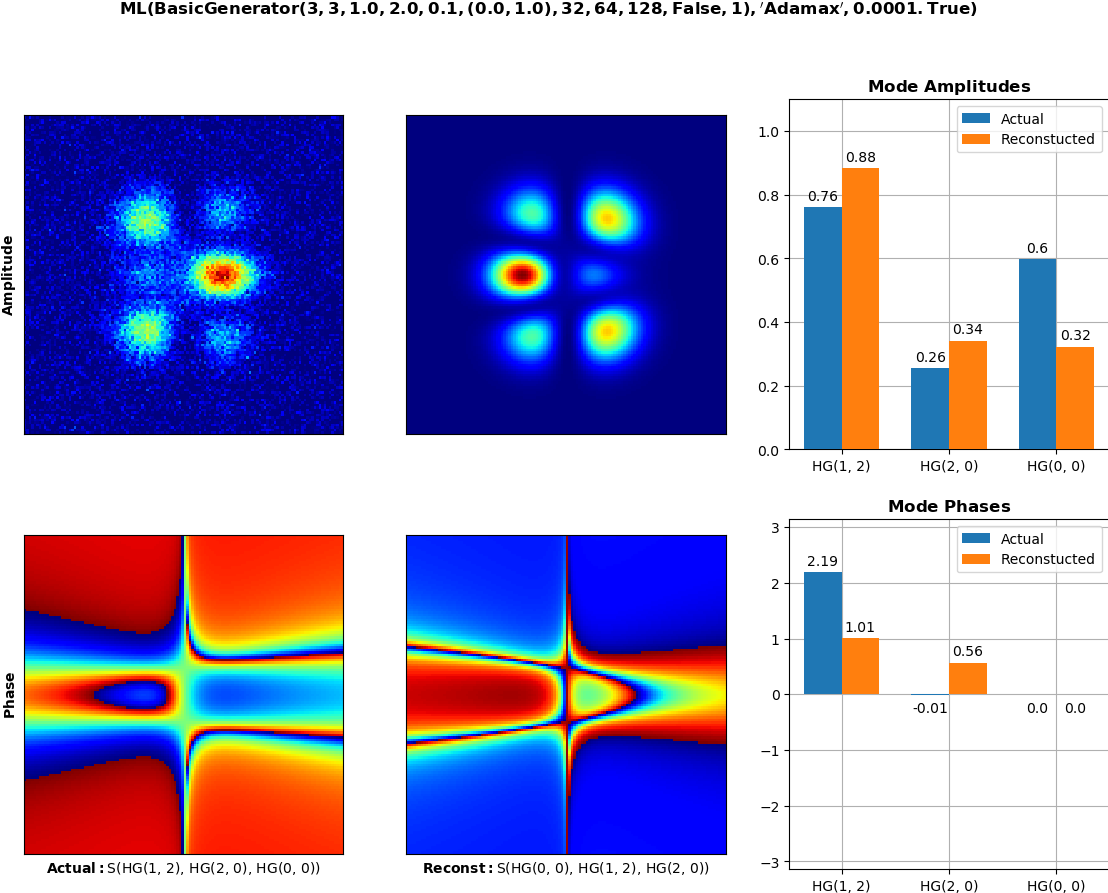 ML(BasicGenerator(3, 3, 1.0, 2.0, 0.1, (0.0, 1.0), 32, 64, 128, False, 1), ′Adamax′, 0.0001. True)
Amplitude
Mode Amplitudes
Actual
Reconstucted
1.0
0.8
0.6
0.4
0.2
0.0
0.76
0.88
0.26
0.34
0.6
0.32
HG(1, 2)
HG(2, 0)
HG(0, 0)
Phase
Actual: S(HG(1, 2), HG(2, 0), HG(0, 0))
Reconst: S(HG(0, 0), HG(1, 2), HG(2, 0))
Mode Phases
Actual
Reconstucted
3
2
1
0
−1
−2
−3
2.19
1.01
-0.01
0.56
0.0
0.0
HG(1, 2)
HG(2, 0)
HG(0, 0)